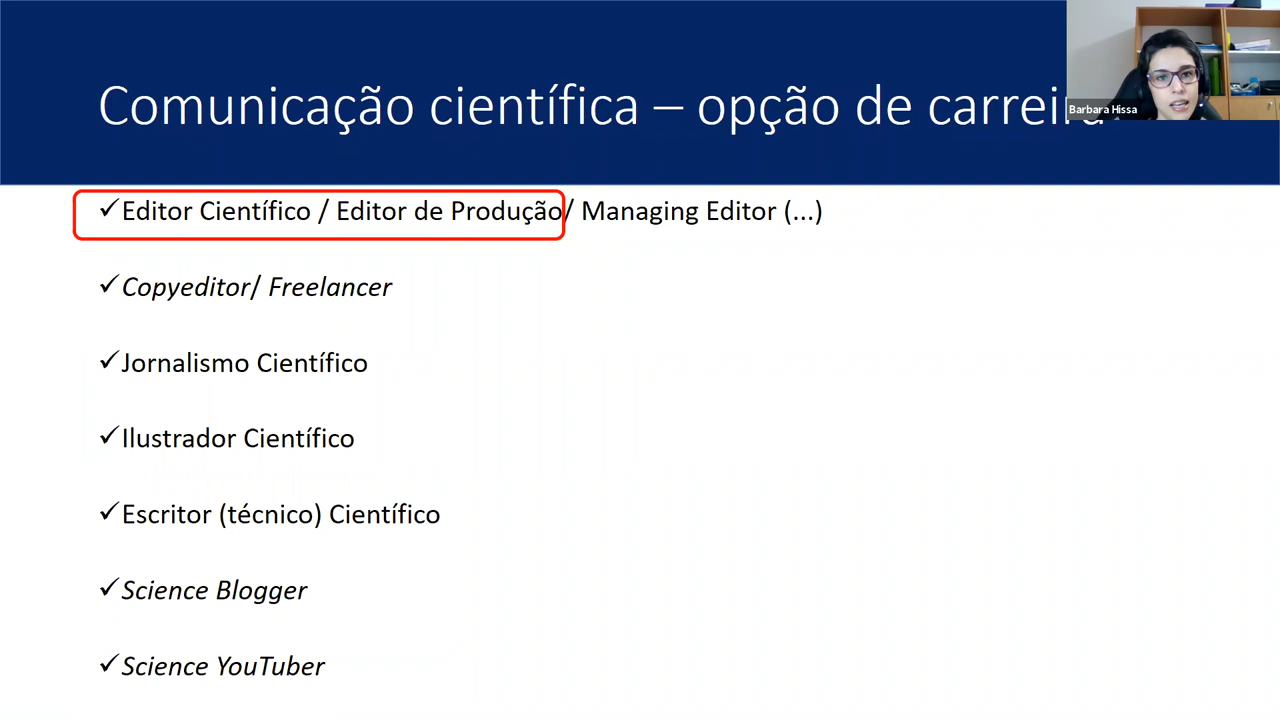 Comunicação científica – opção de carreira
Barbara Hissa
✓Editor Científico / Editor de Produção/ Managing Editor (...)
✓Copyeditor/ Freelancer
✓Jornalismo Científico
✓Ilustrador Científico
✓Escritor (técnico) Científico
✓Science Blogger
✓Science YouTuber